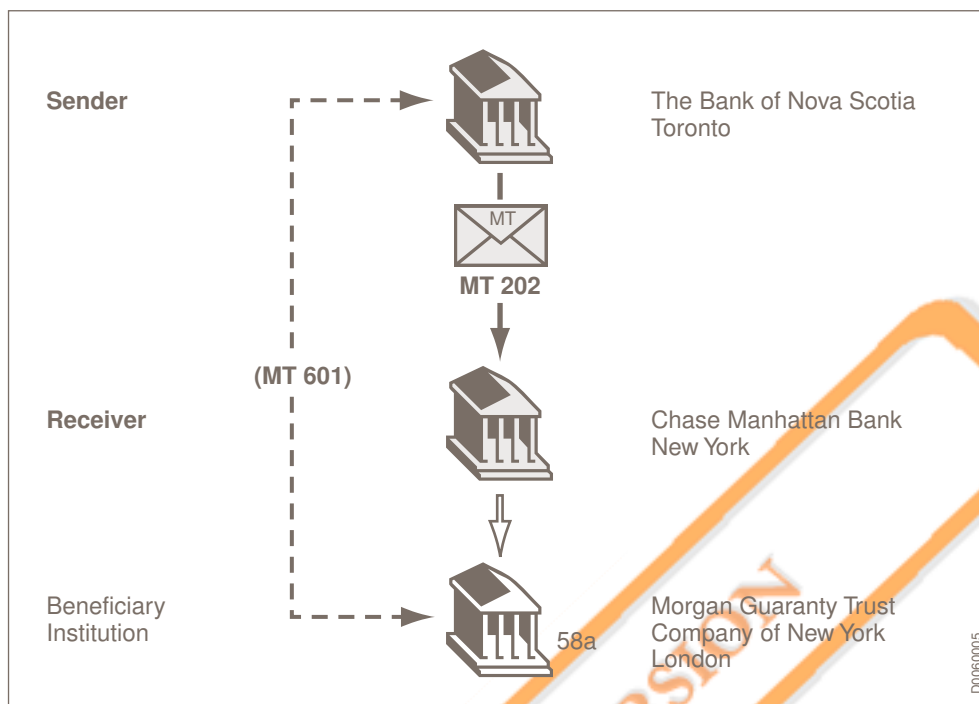 Sender
The Bank of Nova Scotia
Toronto
MT
MT 202
(MT 601)
Receiver
Chase Manhattan Bank
New York
Beneficiary
Institution
58a
Morgan Guaranty Trust
Company of New York
London
D0060005